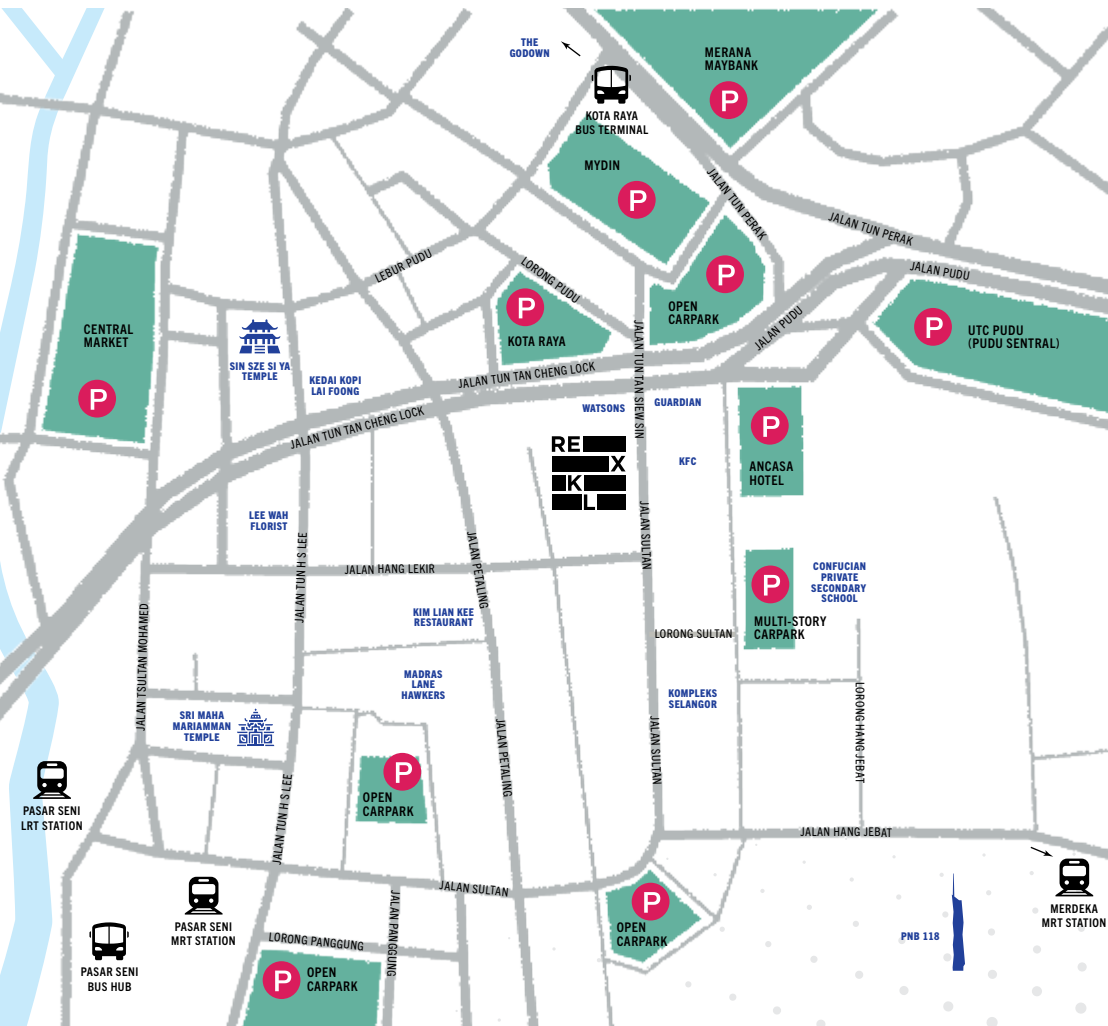 THE
GODOWN
MERANA
MAYBANK
P
KOTA RAYA
BUS TERMINAL
MYDIN
P
JALAN TUN PERAK
JALAN TUN PERAK
JALAN PUDU
LEBUR PUDU
LORONG PUDU
P
OPEN
CARPARK
P
KOTA RAYA
JALAN PUDU
P
UTC PUDU
(PUDU SENTRAL)
CENTRAL
MARKET
P
SIN SZE SI YA
TEMPLE
KEDAI KOPI
LAI FOONG
JALAN TUN TAN CHENG LOCK
JALAN TUN TAN CHENG LOCK
JALAN TUN TAN SIEW SIN
WATSONS
GUARDIAN
RE
X
K
L
KFC
P
ANCASA
HOTEL
LEE WAH
FLORIST
JALAN TUN H S LEE
JALAN HANG LEKIR
JALAN PETALING
JALAN SULTAN
P
MULTI-STORY
CARPARK
CONFUCIAN
PRIVATE
SECONDARY
SCHOOL
KIM LIAN KEE
RESTAURANT
LORONG SULTAN
JALAN TSULTAN MOHAMED
MADRAS
LANE
HAWKERS
KOMPLEKS
SELANGOR
SRI MAHA
MARIAMMAN
TEMPLE
LORONG HANG JEBAT
JALAN PETALING
JALAN SULTAN
P
OPEN
CARPARK
PASAR SENI
LRT STATION
JALAN TUN H S LEE
JALAN HANG JEBAT
JALAN SULTAN
PASAR SENI
MRT STATION
JALAN PANGGUNG
P
OPEN
CARPARK
MERDEKA
MRT STATION
PNB 118
LORONG PANGGUNG
PASAR SENI
BUS HUB
P
OPEN
CARPARK